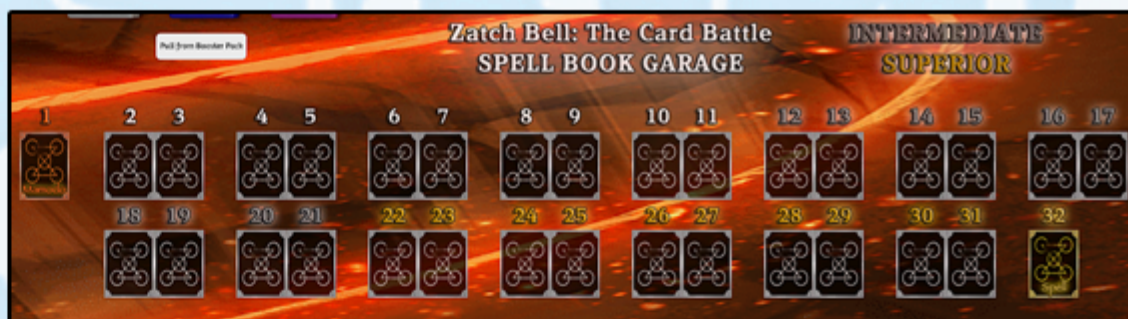 Pull from Booster Pack
Zatch Bell: The Card Battle
SPELL BOOK GARAGE
INTERMEDIATE
SUPERIOR
1 2 3 4 5 6 7 8 9 10 11 12 13 14 15 16 17
Mamodo
18 19 20 21 22 23 24 25 26 27 28 29 30 31 32
Spell